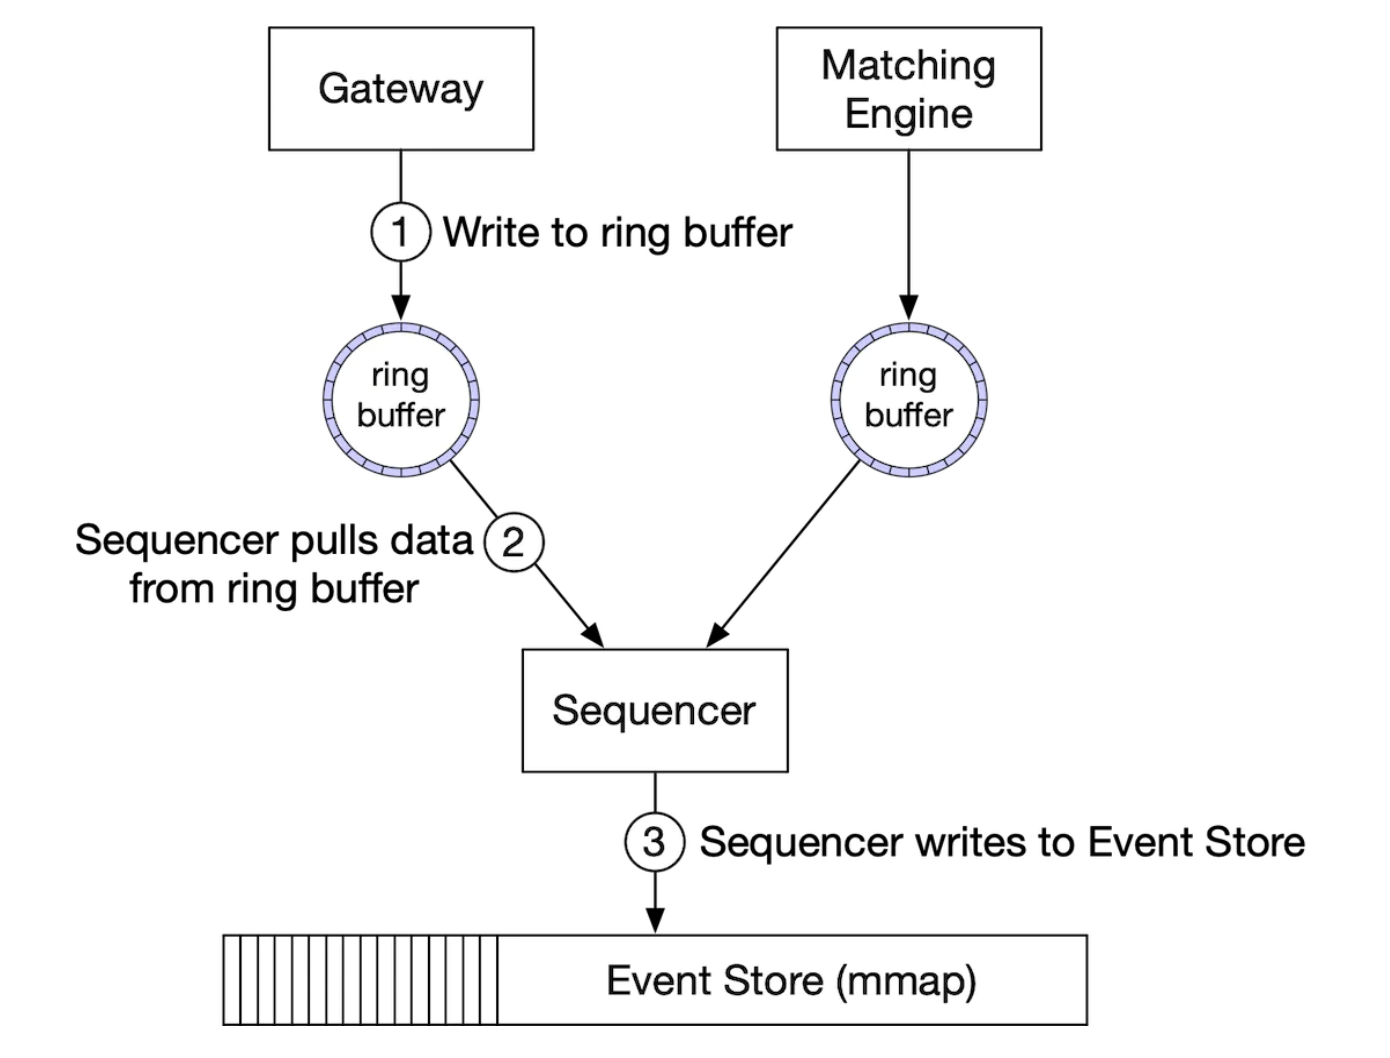 Gateway
Matching
Engine
1 Write to ring buffer
ring
buffer
ring
buffer
Sequencer pulls data
from ring buffer
2
Sequencer
3 Sequencer writes to Event Store
Event Store (mmap)